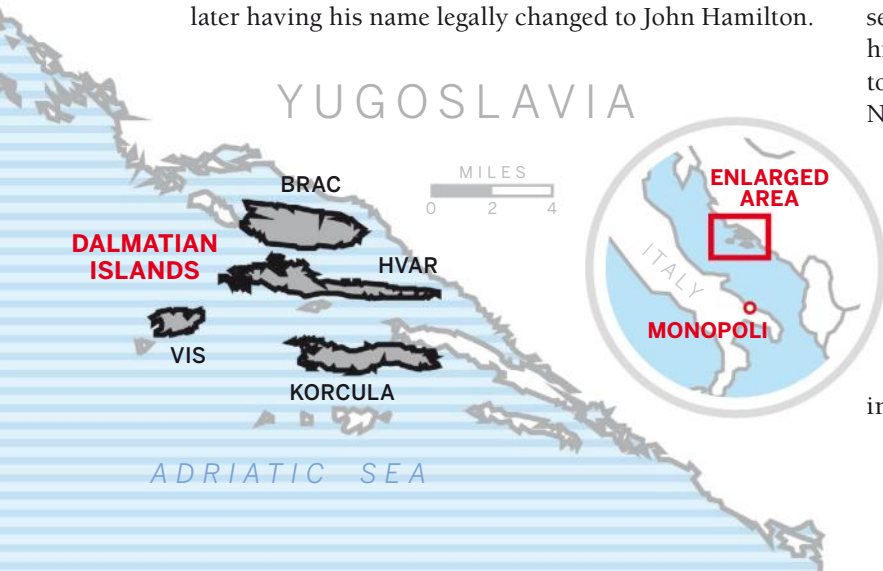 later having his name legally changed to John Hamilton.
YUGOSLAVIA
MILES
0 2 4
BRAC
DALMATIAN
ISLANDS
HVAR
VIS
KORCULA
ADRIATIC SEA
ENLARGED
AREA
ITALY
MONOPOLI
in